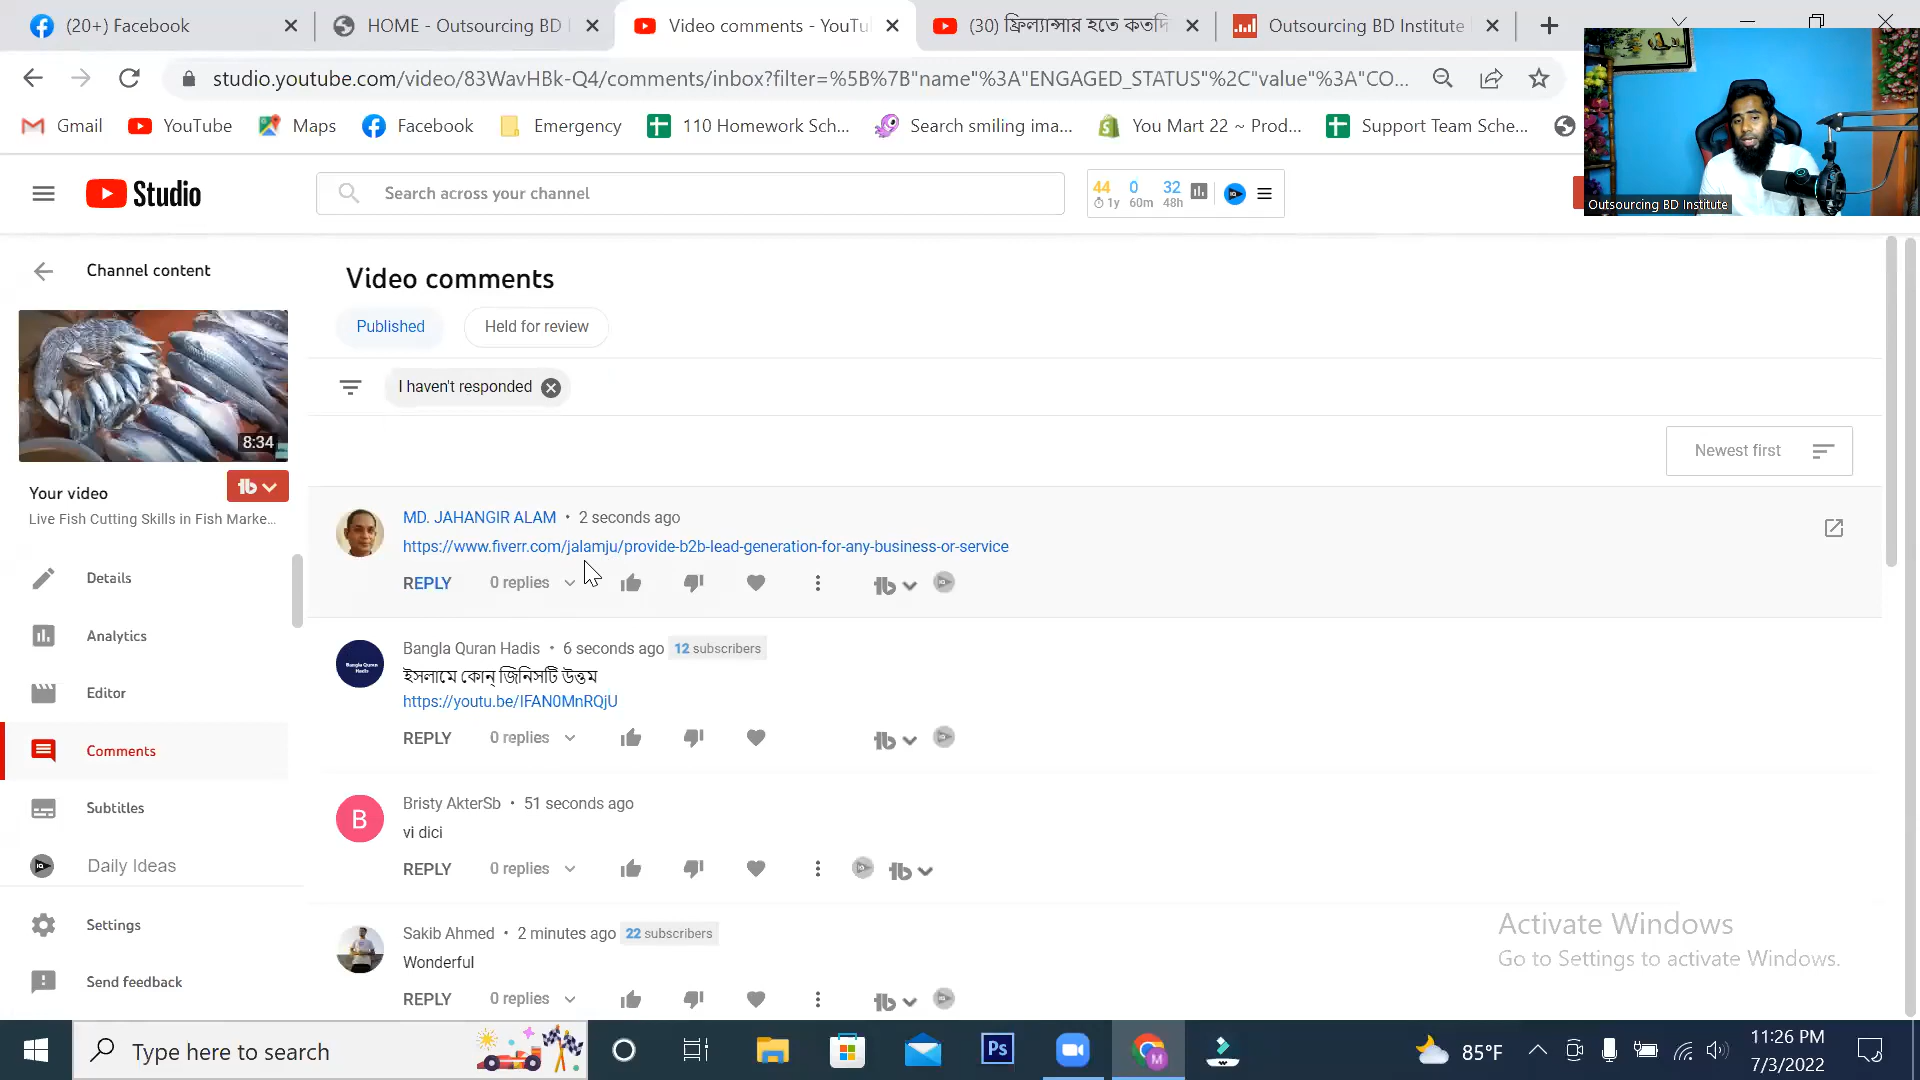 (20+) Facebook
HOME - Outsourcing BD
Video comments - YouTu
(30) ফ্রিল্যান্সার হতে কতদি
Outsourcing BD Institute
studio.youtube.com/video/83WavHBk-Q4/comments/inbox?filter=%5B%7B"name"%3A"ENGAGED_STATUS"%2C"value"%3A"CO...
Gmail
YouTube
Maps
Facebook
Emergency
110 Homework Sch...
Search smiling ima...
You Mart 22 ~ Prod...
Support Team Sche...
Outsourcing BD Institute
Studio
Search across your channel
44 0 32
1y 60m 48h
Channel content
8:34
Your video
Live Fish Cutting Skills in Fish Marke...
Details
Analytics
Editor
Comments
Subtitles
Daily Ideas
Settings
Send feedback
Video comments
Published
Held for review
I haven't responded
Newest first
MD. JAHANGIR ALAM • 2 seconds ago
https://www.fiverr.com/jalamju/provide-b2b-lead-generation-for-any-business-or-service
REPLY 0 replies
Bangla Quran Hadis
Bangla Quran Hadis • 6 seconds ago 12 subscribers
ইসলামে কোন্ জিনিসটি উত্তম
https://youtu.be/IFAN0MnRQjU
REPLY 0 replies
B
Bristy AkterSb • 51 seconds ago
vi dici
REPLY 0 replies
Sakib Ahmed • 2 minutes ago 22 subscribers
Wonderful
REPLY 0 replies
Activate Windows
Go to Settings to activate Windows.
Type here to search
Ps
M
85°F
11:26 PM
7/3/2022